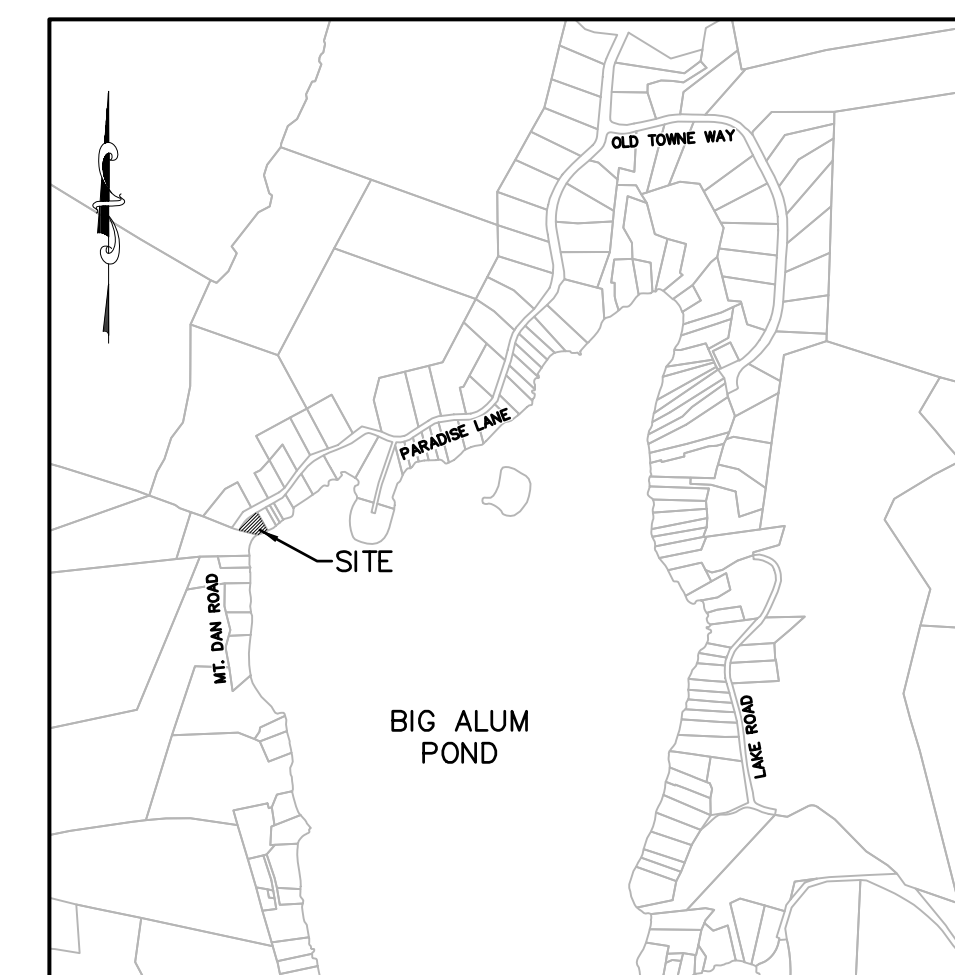 OLD TOWNE WAY
PARADISE LANE
SITE
MT. DAN ROAD
BIG ALUM
POND
LAKE ROAD